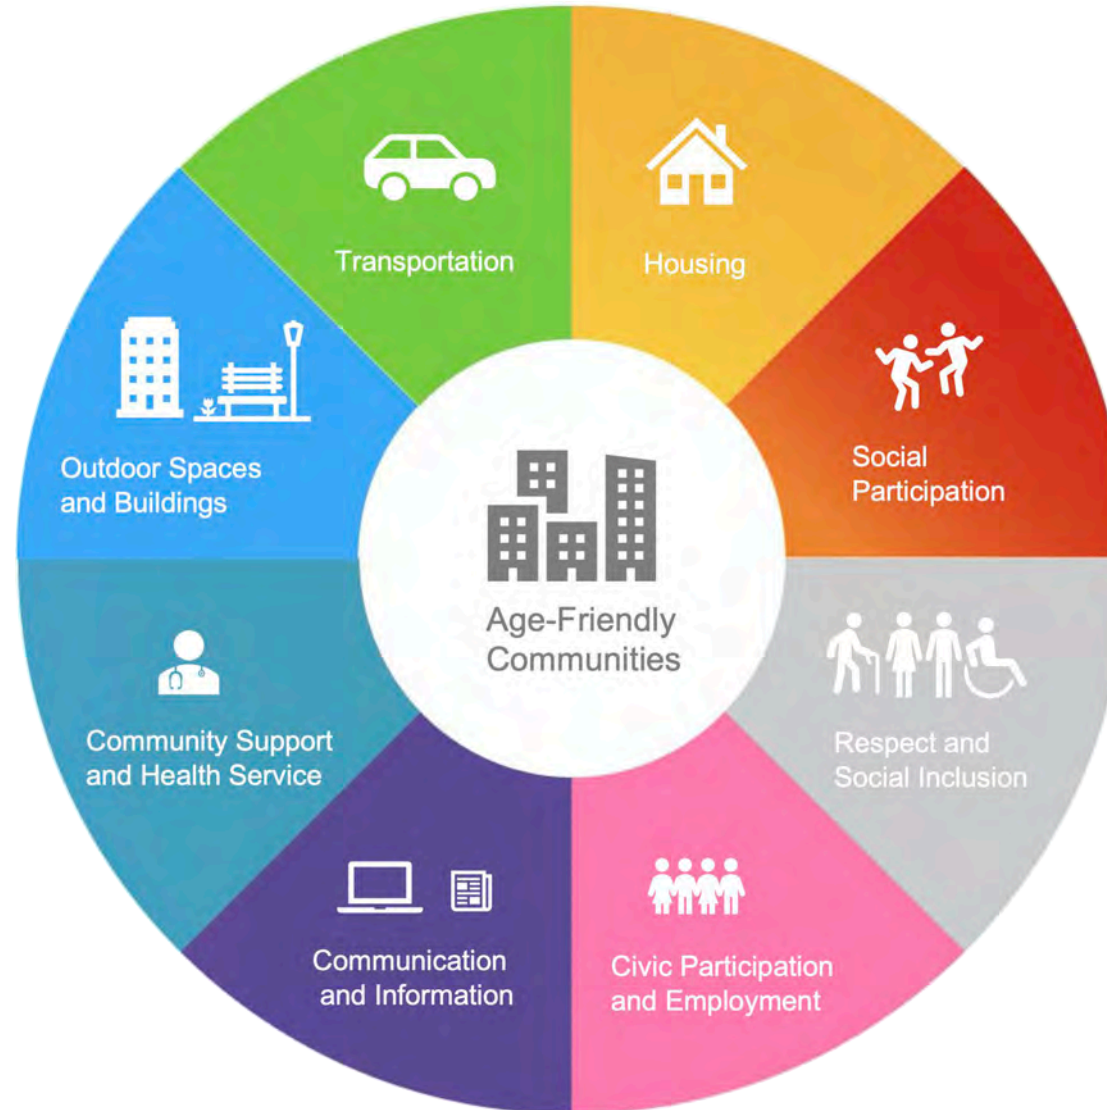 Transportation
Housing
Outdoor Spaces
and Buildings
Social
Participation
Age-Friendly
Communities
Community Support
and Health Service
Respect and
Social Inclusion
Communication
and Information
Civic Participation
and Employment